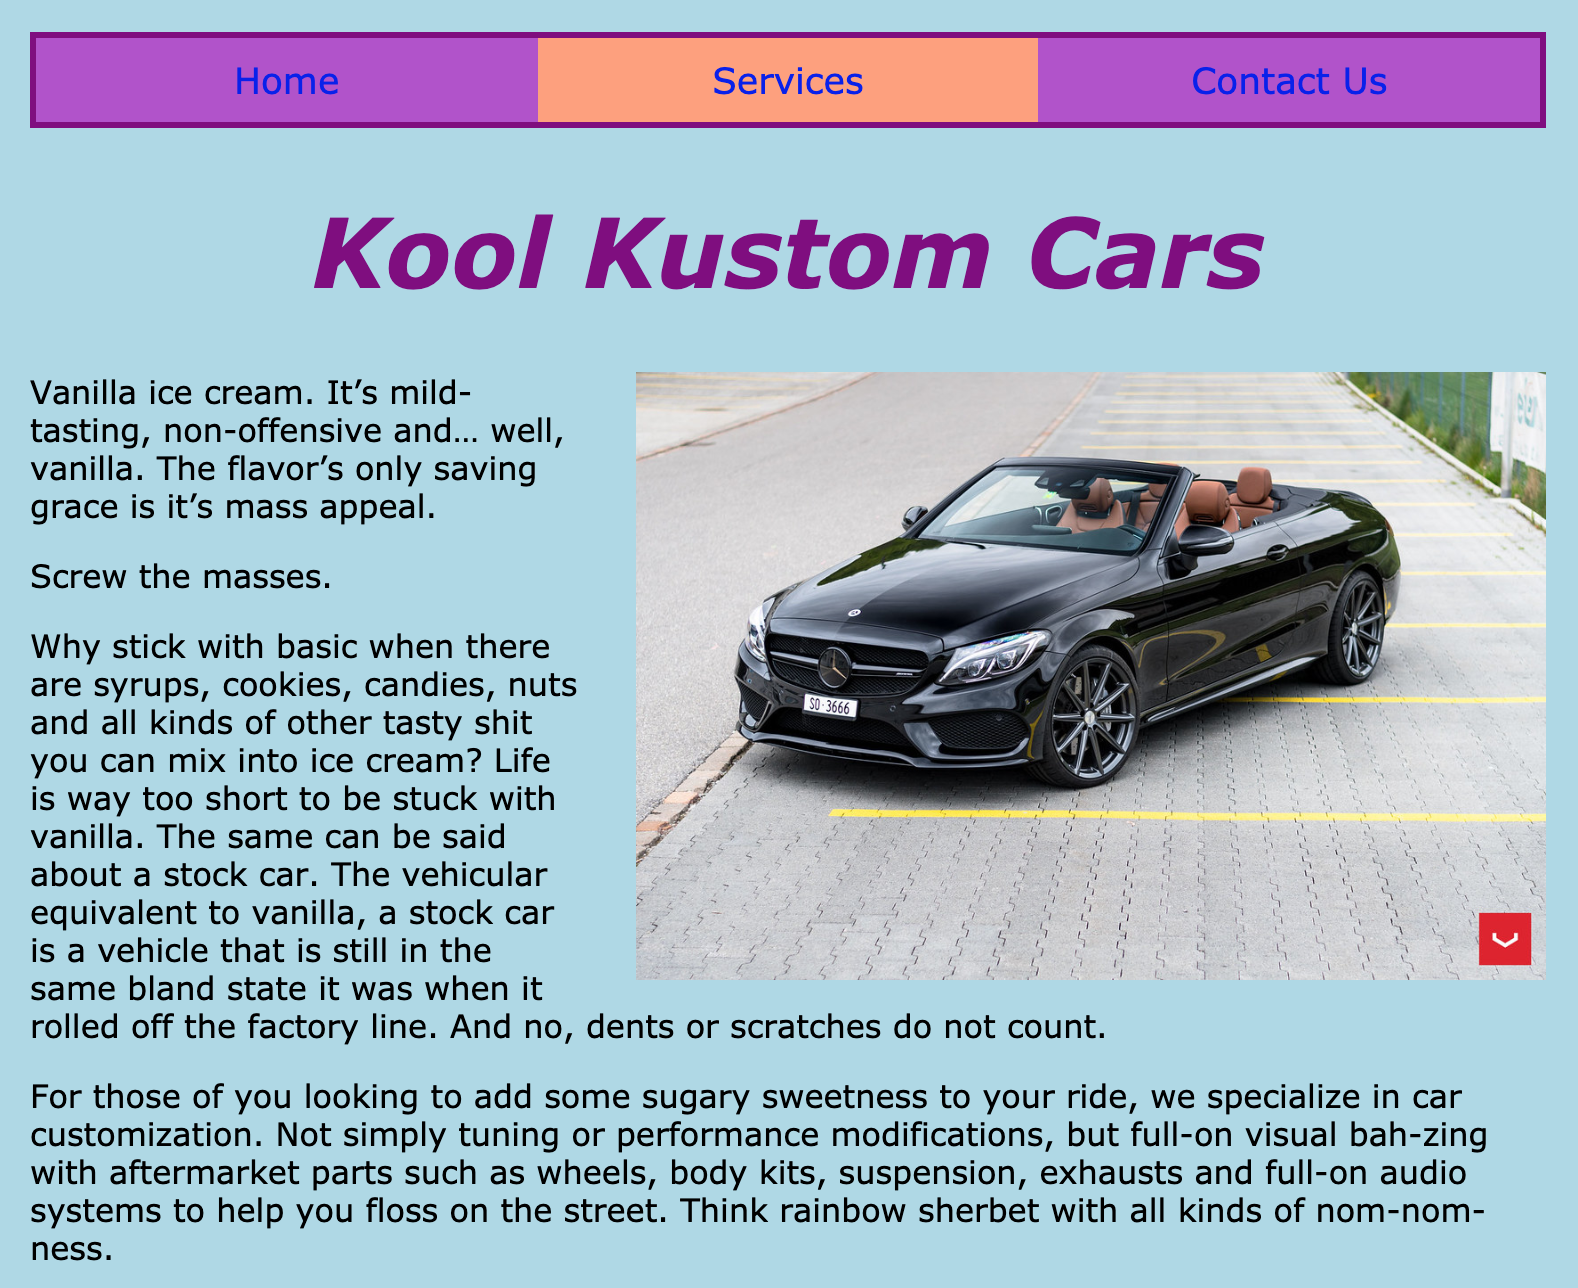 Home
Services
Contact Us
Kool Kustom Cars
Vanilla ice cream. It’s mild-
tasting, non-offensive and… well,
vanilla. The flavor’s only saving
grace is it’s mass appeal.
Screw the masses.
Why stick with basic when there
are syrups, cookies, candies, nuts
and all kinds of other tasty shit
you can mix into ice cream? Life
is way too short to be stuck with
vanilla. The same can be said
about a stock car. The vehicular
equivalent to vanilla, a stock car
is a vehicle that is still in the
same bland state it was when it
rolled off the factory line. And no, dents or scratches do not count.
SO·3666
For those of you looking to add some sugary sweetness to your ride, we specialize in car
customization. Not simply tuning or performance modifications, but full-on visual bah-zing
with aftermarket parts such as wheels, body kits, suspension, exhausts and full-on audio
systems to help you floss on the street. Think rainbow sherbet with all kinds of nom-nom-
ness.